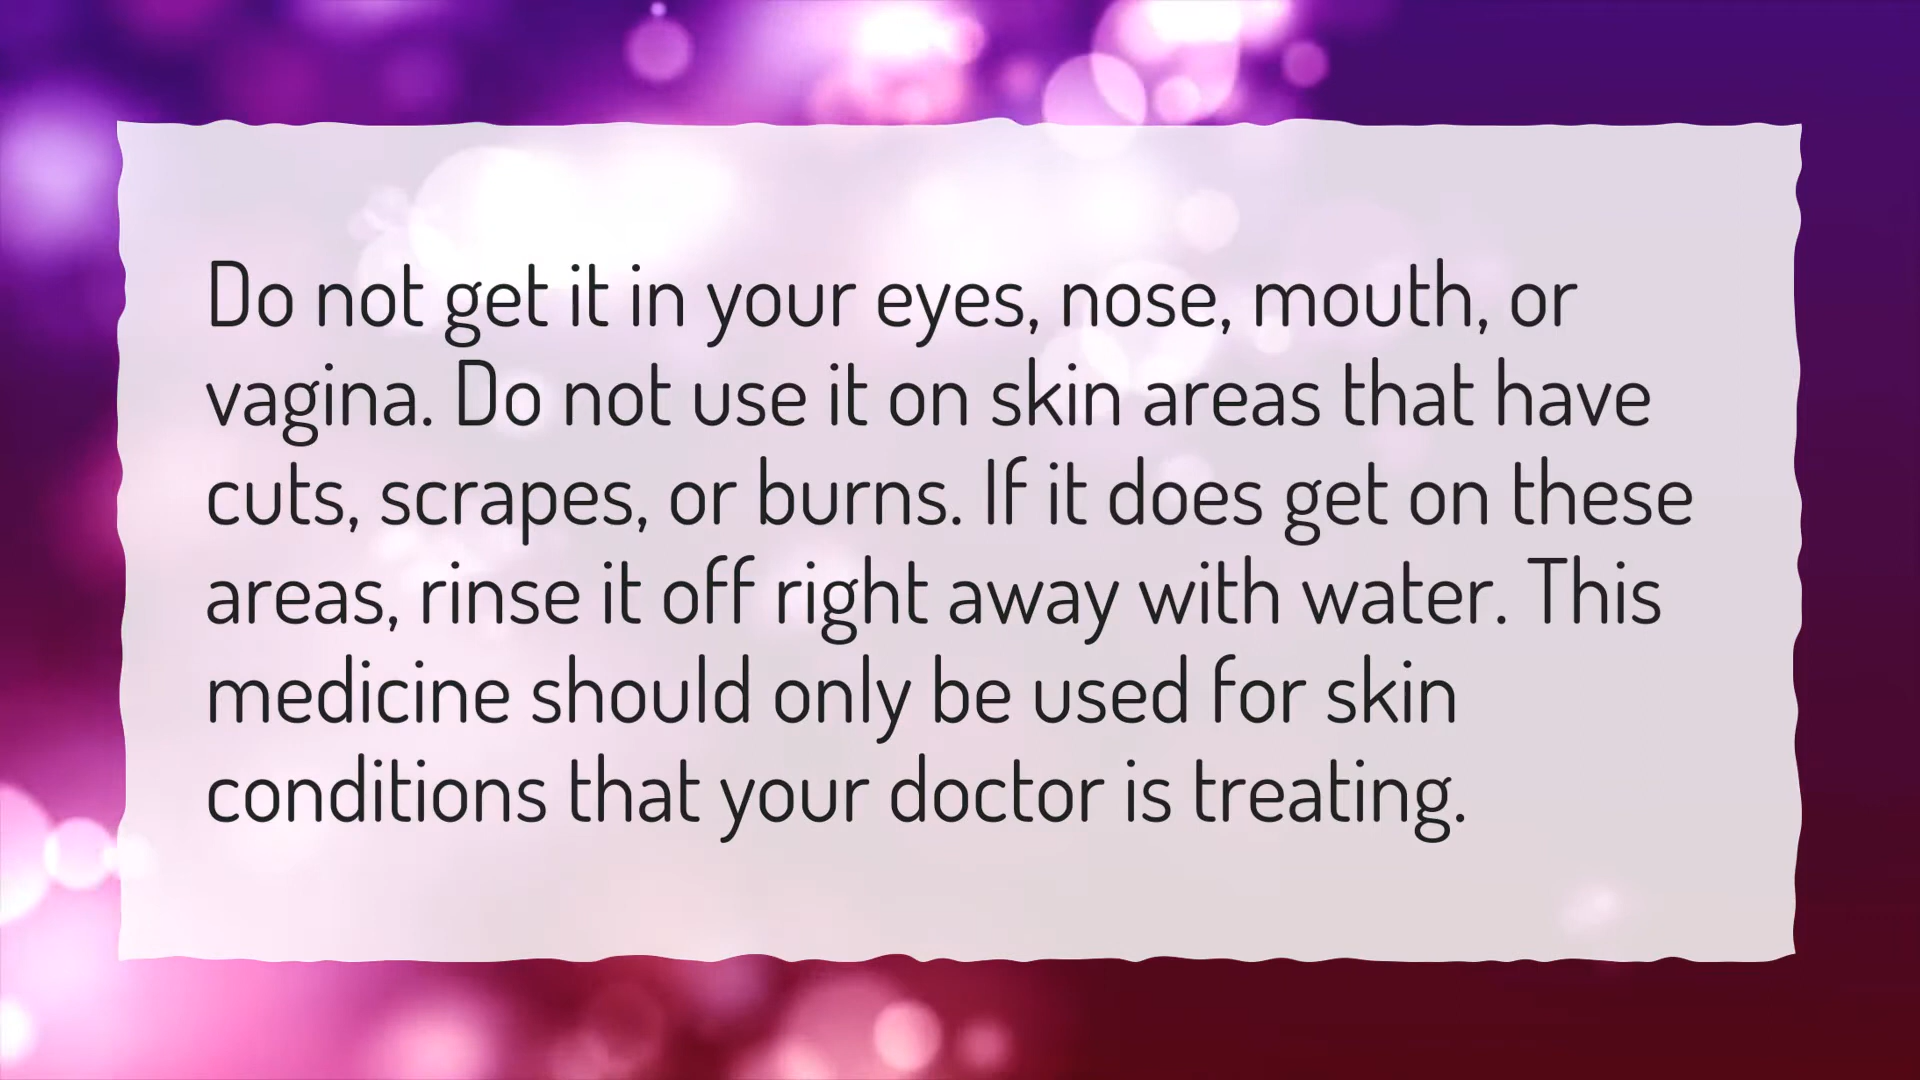 Do not get it in your eyes, nose, mouth, or
vagina. Do not use it on skin areas that have
cuts, scrapes, or burns. If it does get on these
areas, rinse it off right away with water. This
medicine should only be used for skin
conditions that your doctor is treating.